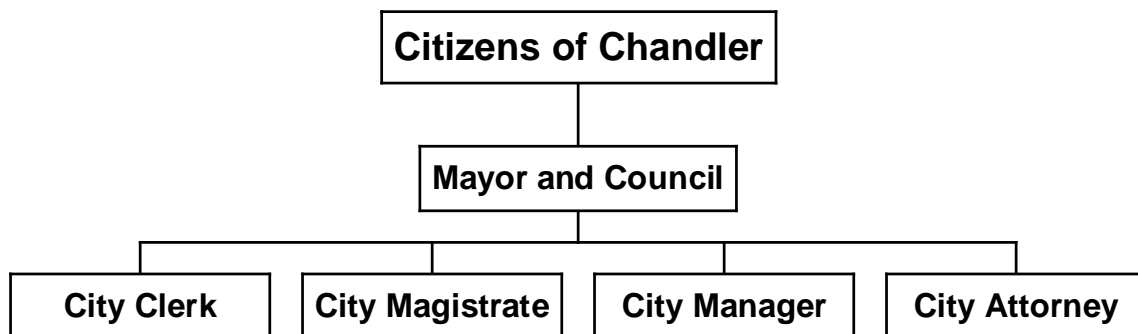 Citizens of Chandler
Mayor and Council
City Clerk
City Magistrate
City Manager
City Attorney